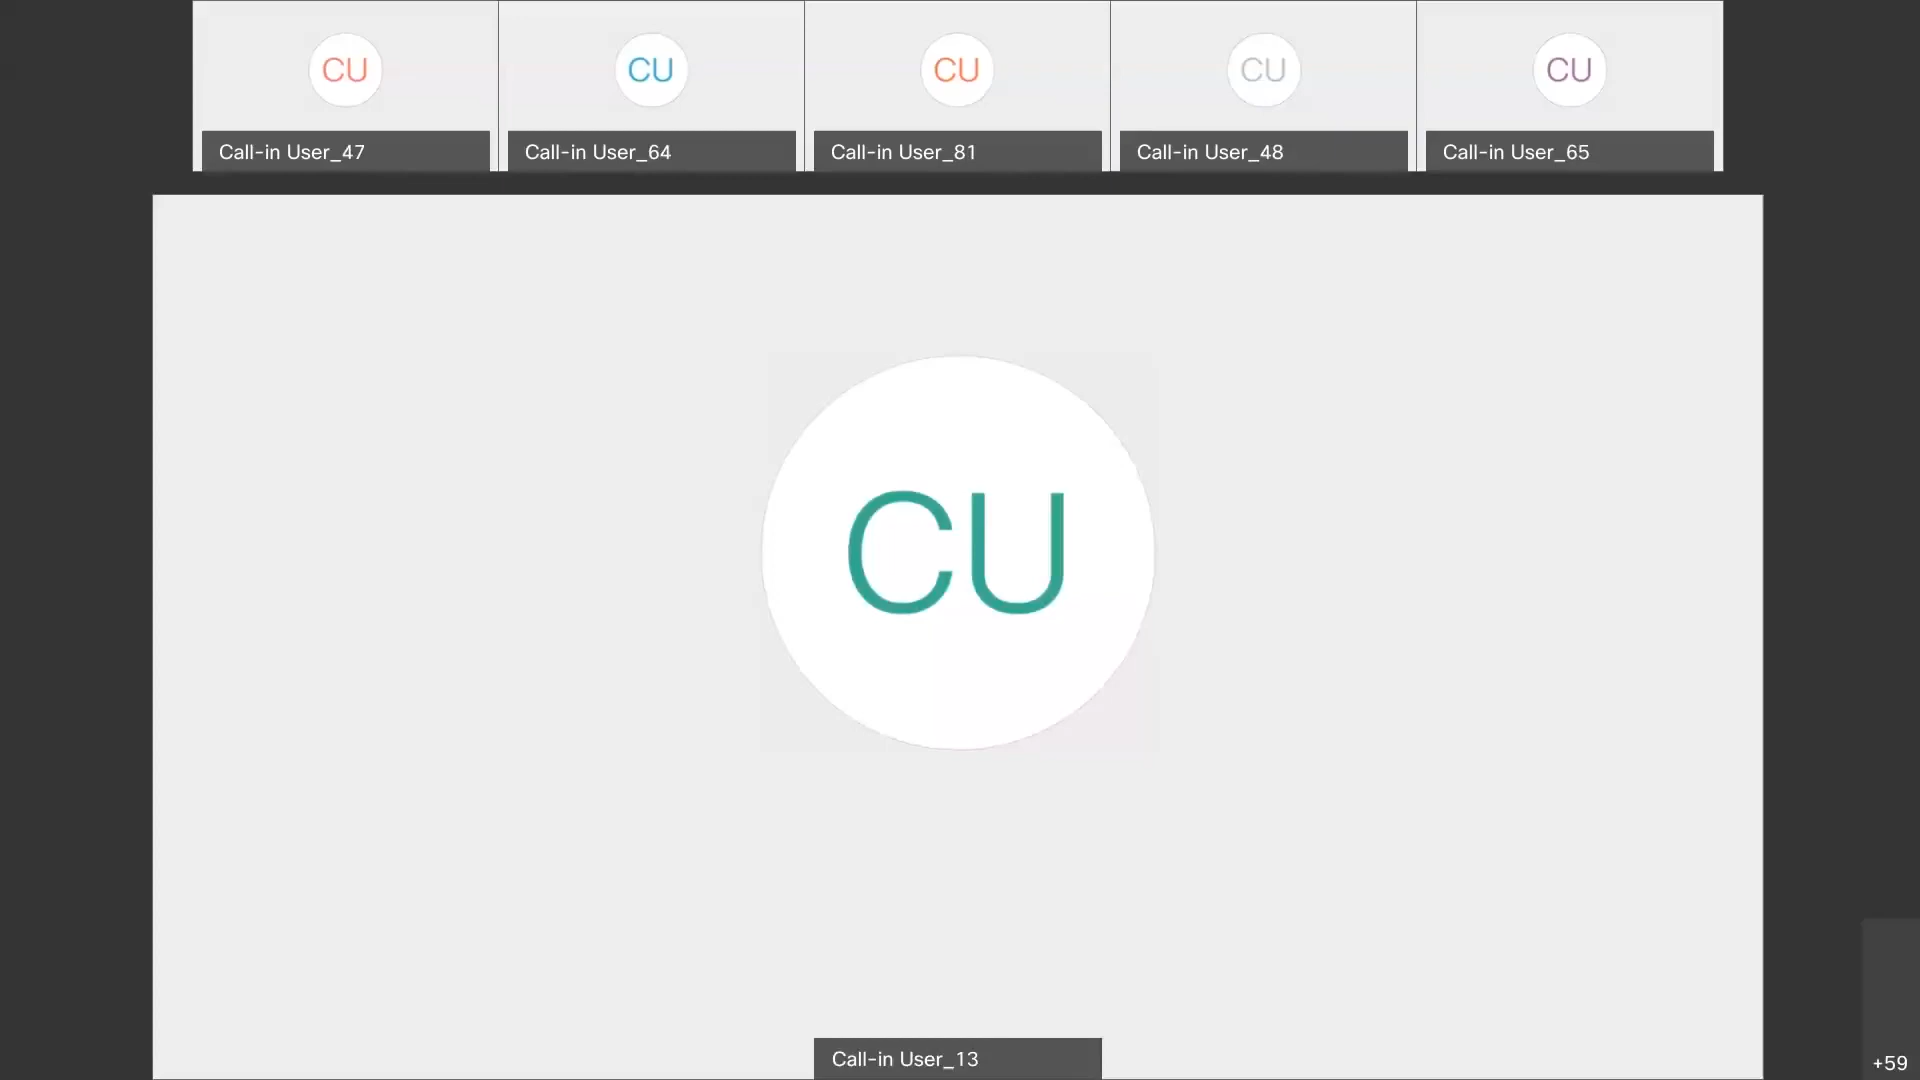 CU CU CU CU CU
Call-in User_47 Call-in User_64 Call-in User_81 Call-in User_48 Call-in User_65
CU
Call-in User_13
+59